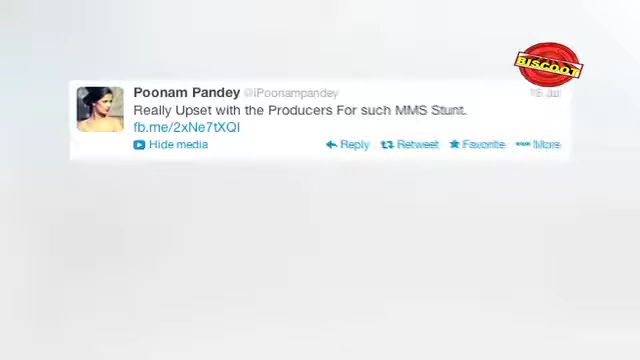 BISCOOT
Poonam Pandey @iPoonampandey 15 Jul
Really Upset with the Producers For such MMS Stunt.
fb.me/2xNe7tXQI
Hide media Reply Retweet Favorite More